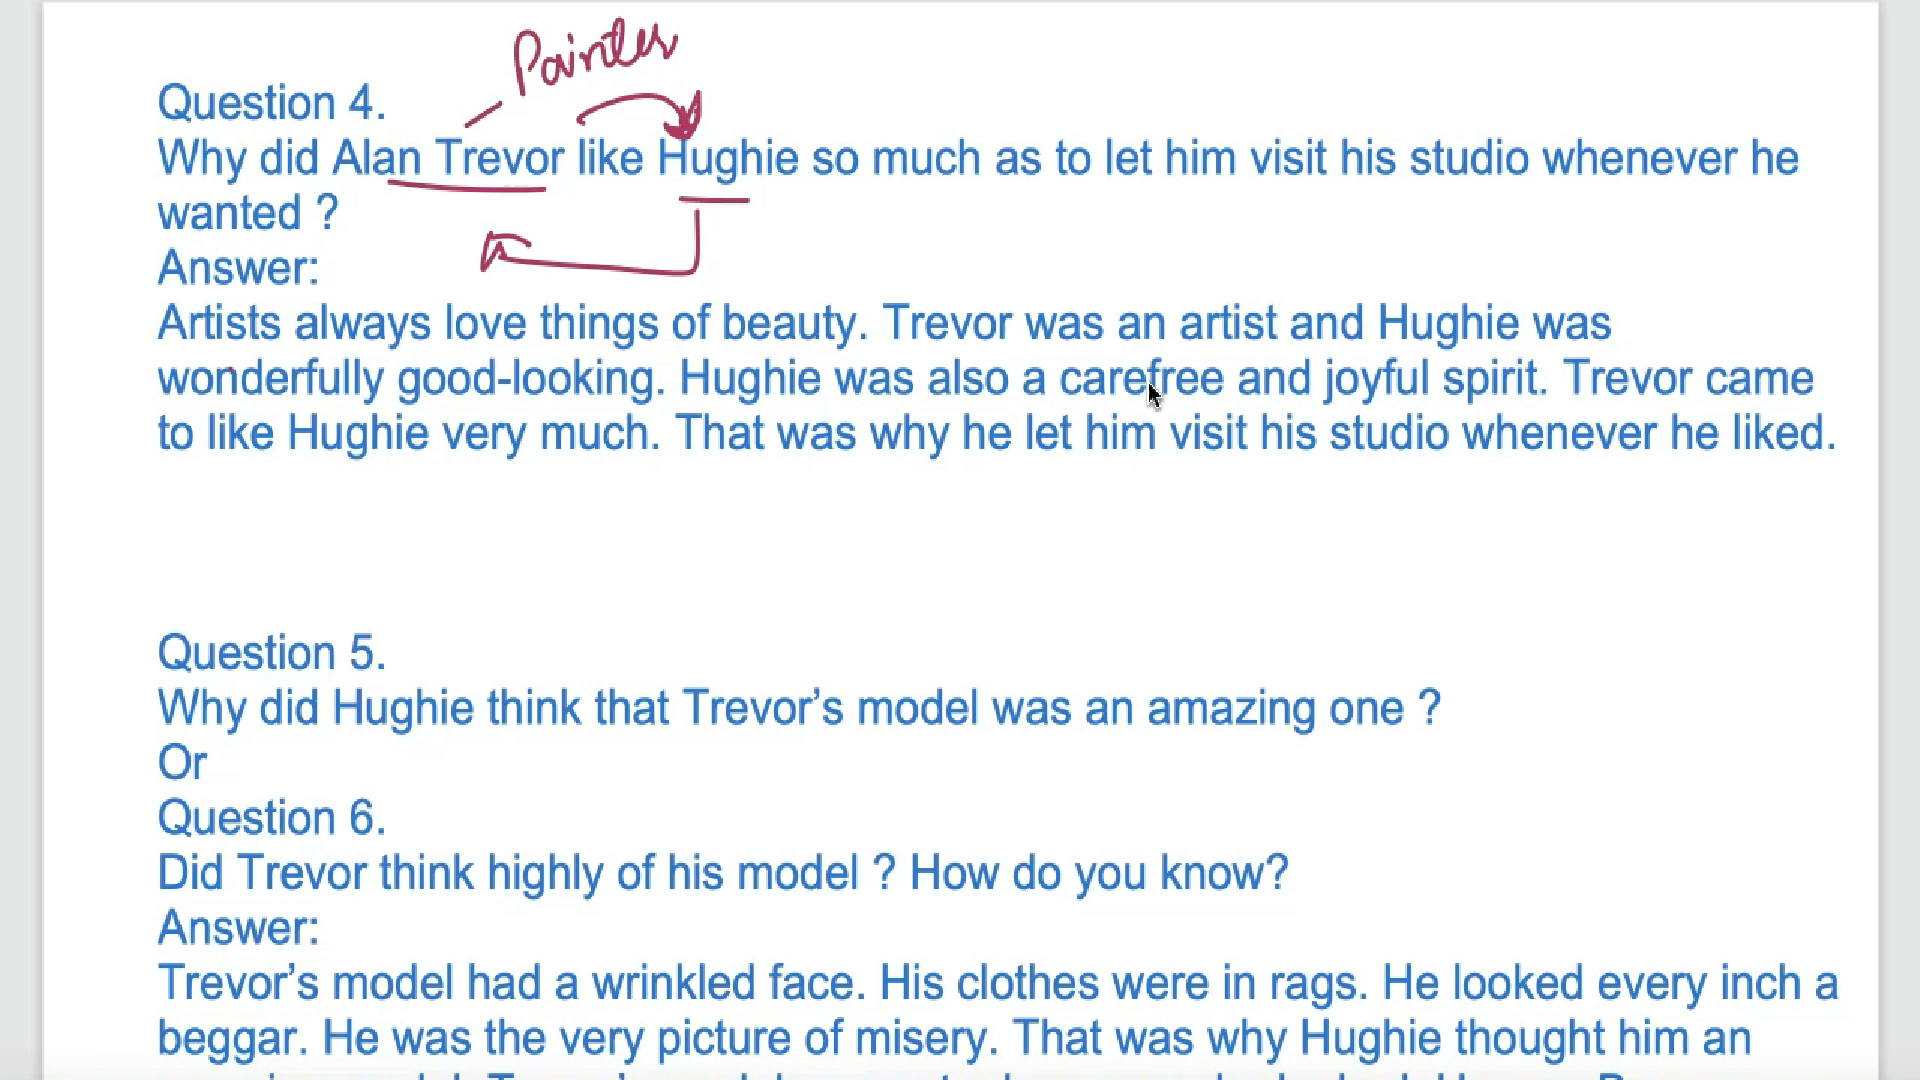 Painter
Question 4.
Why did Alan Trevor like Hughie so much as to let him visit his studio whenever he
wanted ?
Answer:
Artists always love things of beauty. Trevor was an artist and Hughie was
wonderfully good-looking. Hughie was also a carefree and joyful spirit. Trevor came
to like Hughie very much. That was why he let him visit his studio whenever he liked.
Question 5.
Why did Hughie think that Trevor’s model was an amazing one ?
Or
Question 6.
Did Trevor think highly of his model ? How do you know?
Answer:
Trevor’s model had a wrinkled face. His clothes were in rags. He looked every inch a
beggar. He was the very picture of misery. That was why Hughie thought him an